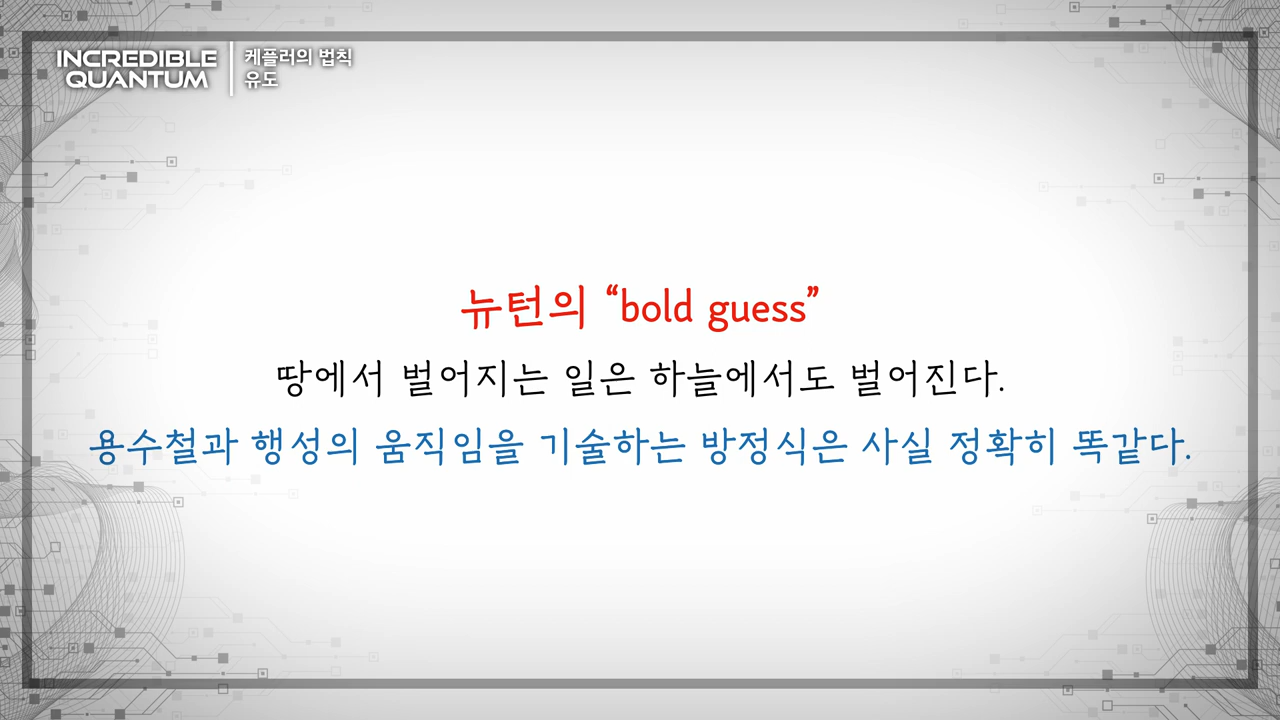 INCREDIBLE
QUANTUM
케플러의 법칙
유도
뉴턴의 “bold guess”
땅에서 벌어지는 일은 하늘에서도 벌어진다.
용수철과 행성의 움직임을 기술하는 방정식은 사실 정확히 똑같다.